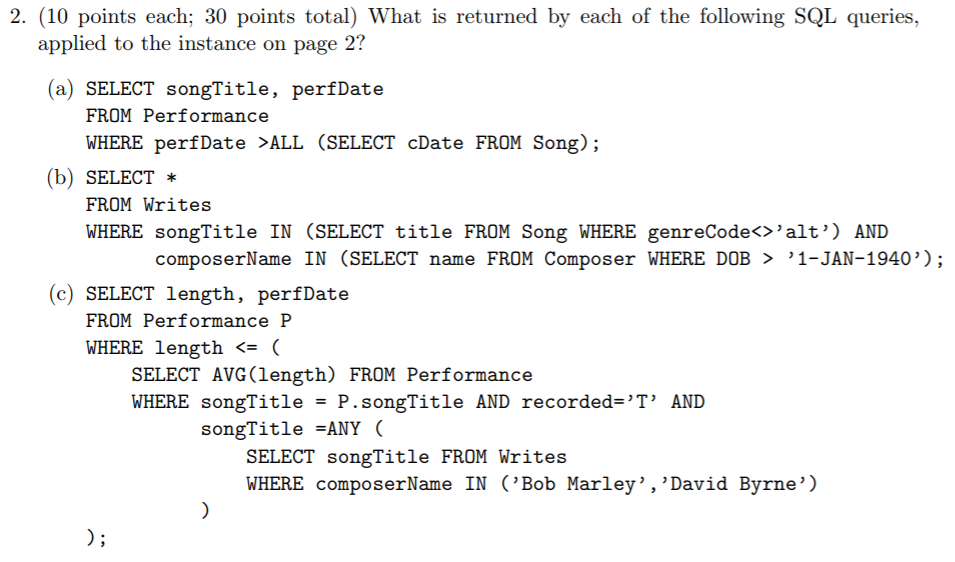 2. (10 points each; 30 points total) What is returned by each of the following SQL queries,
applied to the instance on page 2?
(a) SELECT songTitle, perfDate
FROM Performance
WHERE perfDate >ALL (SELECT cDate FROM Song);
(b) SELECT *
FROM Writes
WHERE songTitle IN (SELECT title FROM Song WHERE genreCode<>’alt’) AND
composerName IN (SELECT name FROM Composer WHERE DOB > ’1-JAN-1940’);
(c) SELECT length, perfDate
FROM Performance P
WHERE length <= (
SELECT AVG(length) FROM Performance
WHERE songTitle = P.songTitle AND recorded=’T’ AND
songTitle =ANY (
SELECT songTitle FROM Writes
WHERE composerName IN (’Bob Marley’,’David Byrne’)
)
);